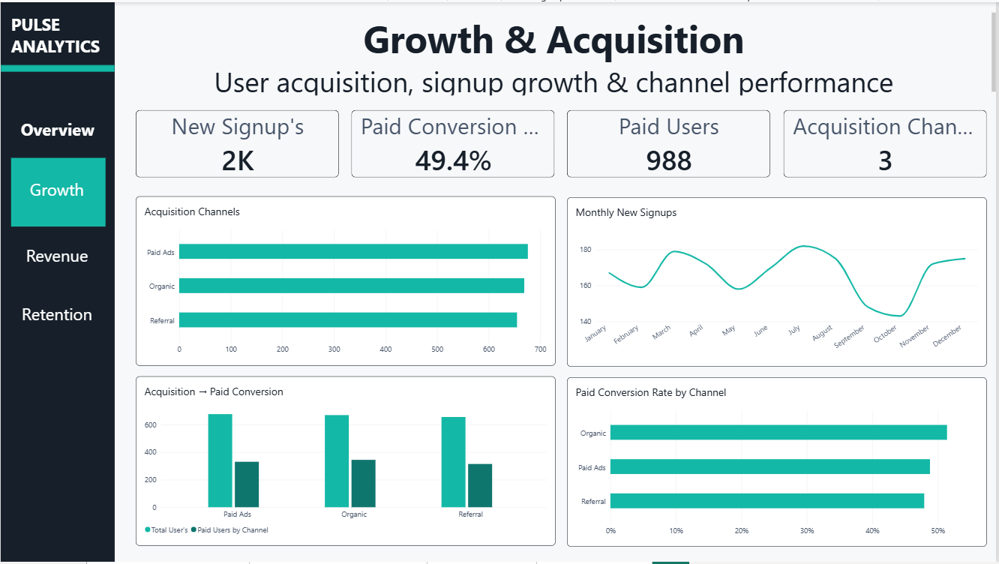 PULSE
ANALYTICS
Overview
Growth
Revenue
Retention
Growth & Acquisition
User acquisition, signup growth & channel performance
New Signup's
2K
Paid Conversion ...
49.4%
Paid Users
988
Acquisition Chan...
3
Acquisition Channels
Paid Ads
Organic
Referral
0 100 200 300 400 500 600 700
Monthly New Signups
180
160
140
January February March April May June July August September October November December
Acquisition → Paid Conversion
600
400
200
0
Paid Ads Organic Referral
Total User's Paid Users by Channel
Paid Conversion Rate by Channel
Organic
Paid Ads
Referral
0% 10% 20% 30% 40% 50%